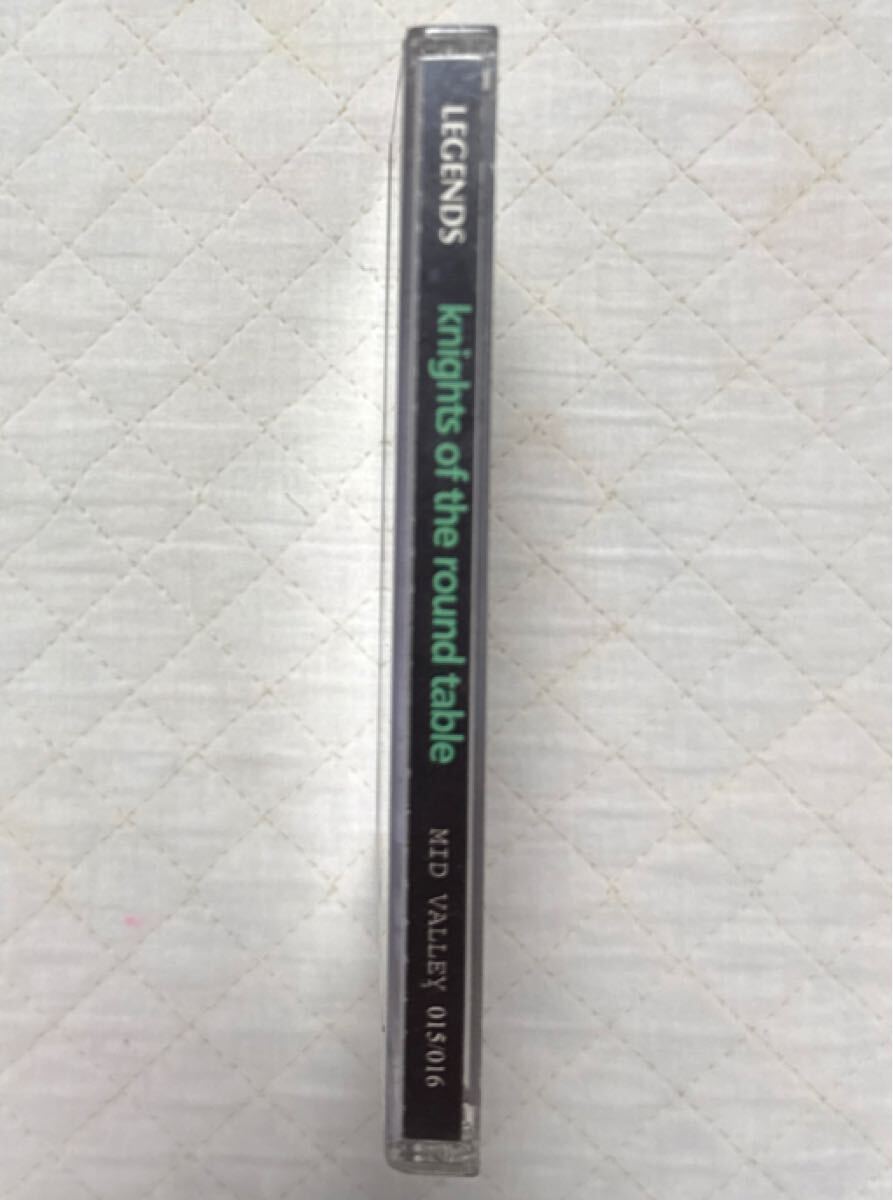 LEGENDS knights of the round table MID VALLEY 015/016